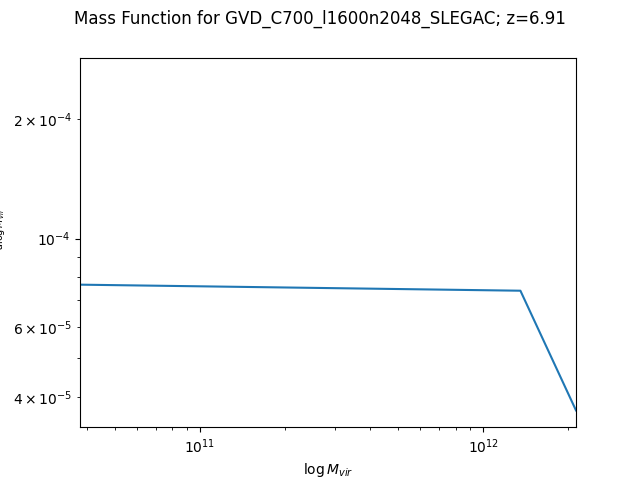 Mass Function for GVD_C700_l1600n2048_SLEGAC; z=6.91
2 × 10⁻⁴
10⁻⁴
6 × 10⁻⁵
4 × 10⁻⁵
10¹¹ 10¹²
log M_vir